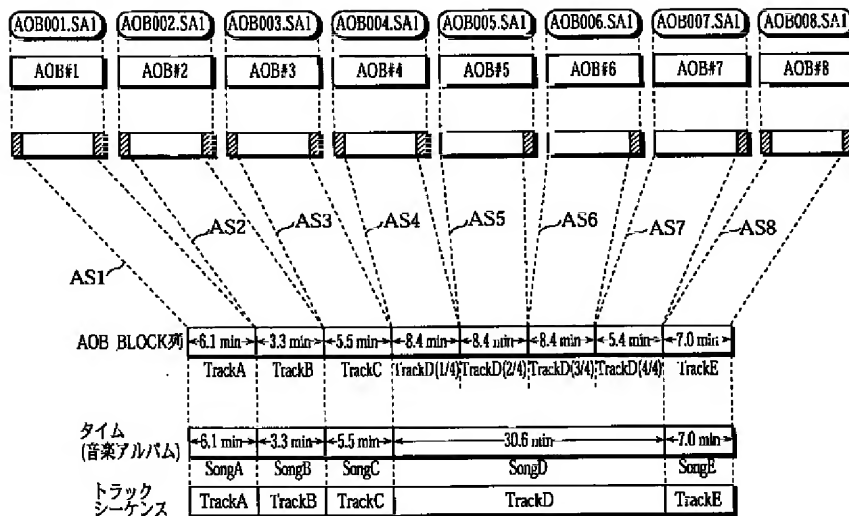 AOB001.SA1 AOB002.SA1 AOB003.SA1 AOB004.SA1 AOB005.SA1 AOB006.SA1 AOB007.SA1 AOB008.SA1
AOB#1 AOB#2 AOB#3 AOB#4 AOB#5 AOB#6 AOB#7 AOB#8
AS1 AS2 AS3 AS4 AS5 AS6 AS7 AS8
AOB BLOCK列 6.1 min 3.3 min 5.5 min 8.4 min 8.4 min 8.4 min 5.4 min 7.0 min
TrackA TrackB TrackC TrackD(1/4) TrackD(2/4) TrackD(3/4) TrackD(4/4) TrackE
タイム
(音楽アルバム) 6.1 min 3.3 min 5.5 min 30.6 min 7.0 min
SongA SongB SongC SongD SongE
トラック
シーケンス TrackA TrackB TrackC TrackD TrackE